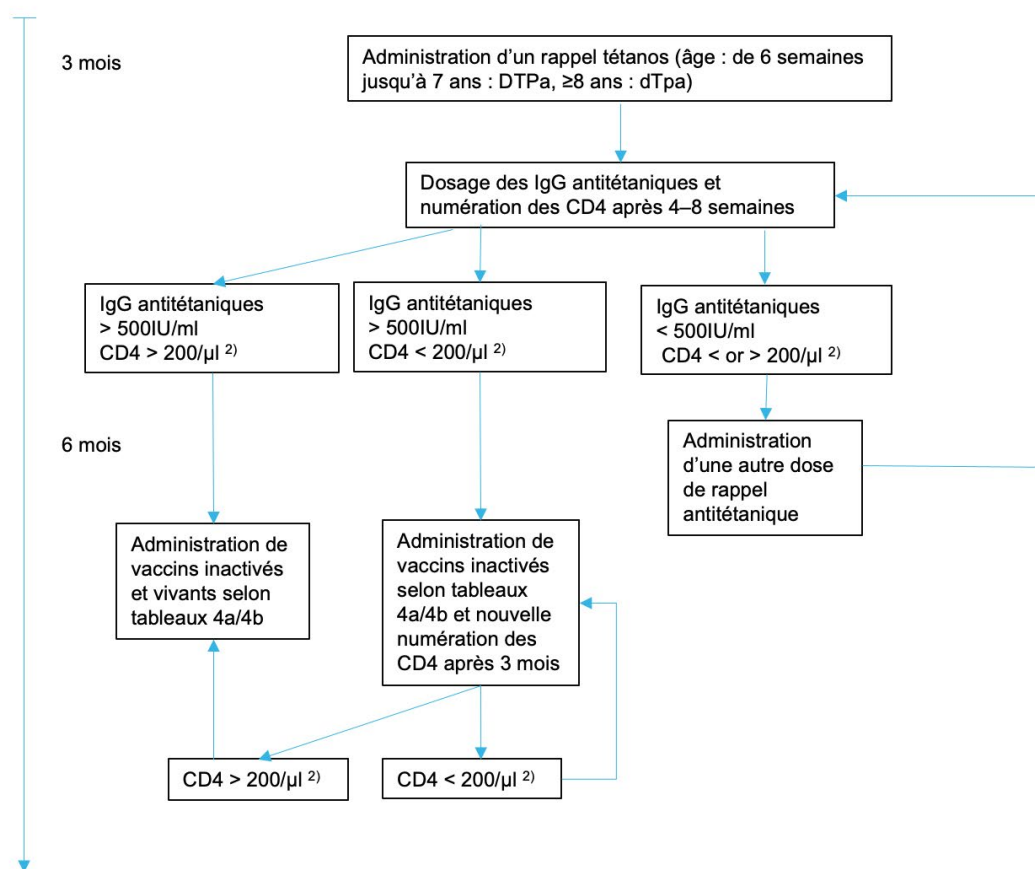 3 mois
Administration d’un rappel tétanos (âge : de 6 semaines
jusqu’à 7 ans : DTPa, ≥8 ans : dTpa)
Dosage des IgG antitétaniques et
numération des CD4 après 4–8 semaines
IgG antitétaniques
> 500IU/ml
CD4 > 200/µl 2)
IgG antitétaniques
> 500IU/ml
CD4 < 200/µl 2)
IgG antitétaniques
< 500IU/ml
CD4 < or > 200/µl 2)
6 mois
Administration
d’une autre dose
de rappel
antitétanique
Administration de
vaccins inactivés
et vivants selon
tableaux 4a/4b
Administration de
vaccins inactivés
selon tableaux
4a/4b et nouvelle
numération des
CD4 après 3 mois
CD4 > 200/µl 2)
CD4 < 200/µl 2)